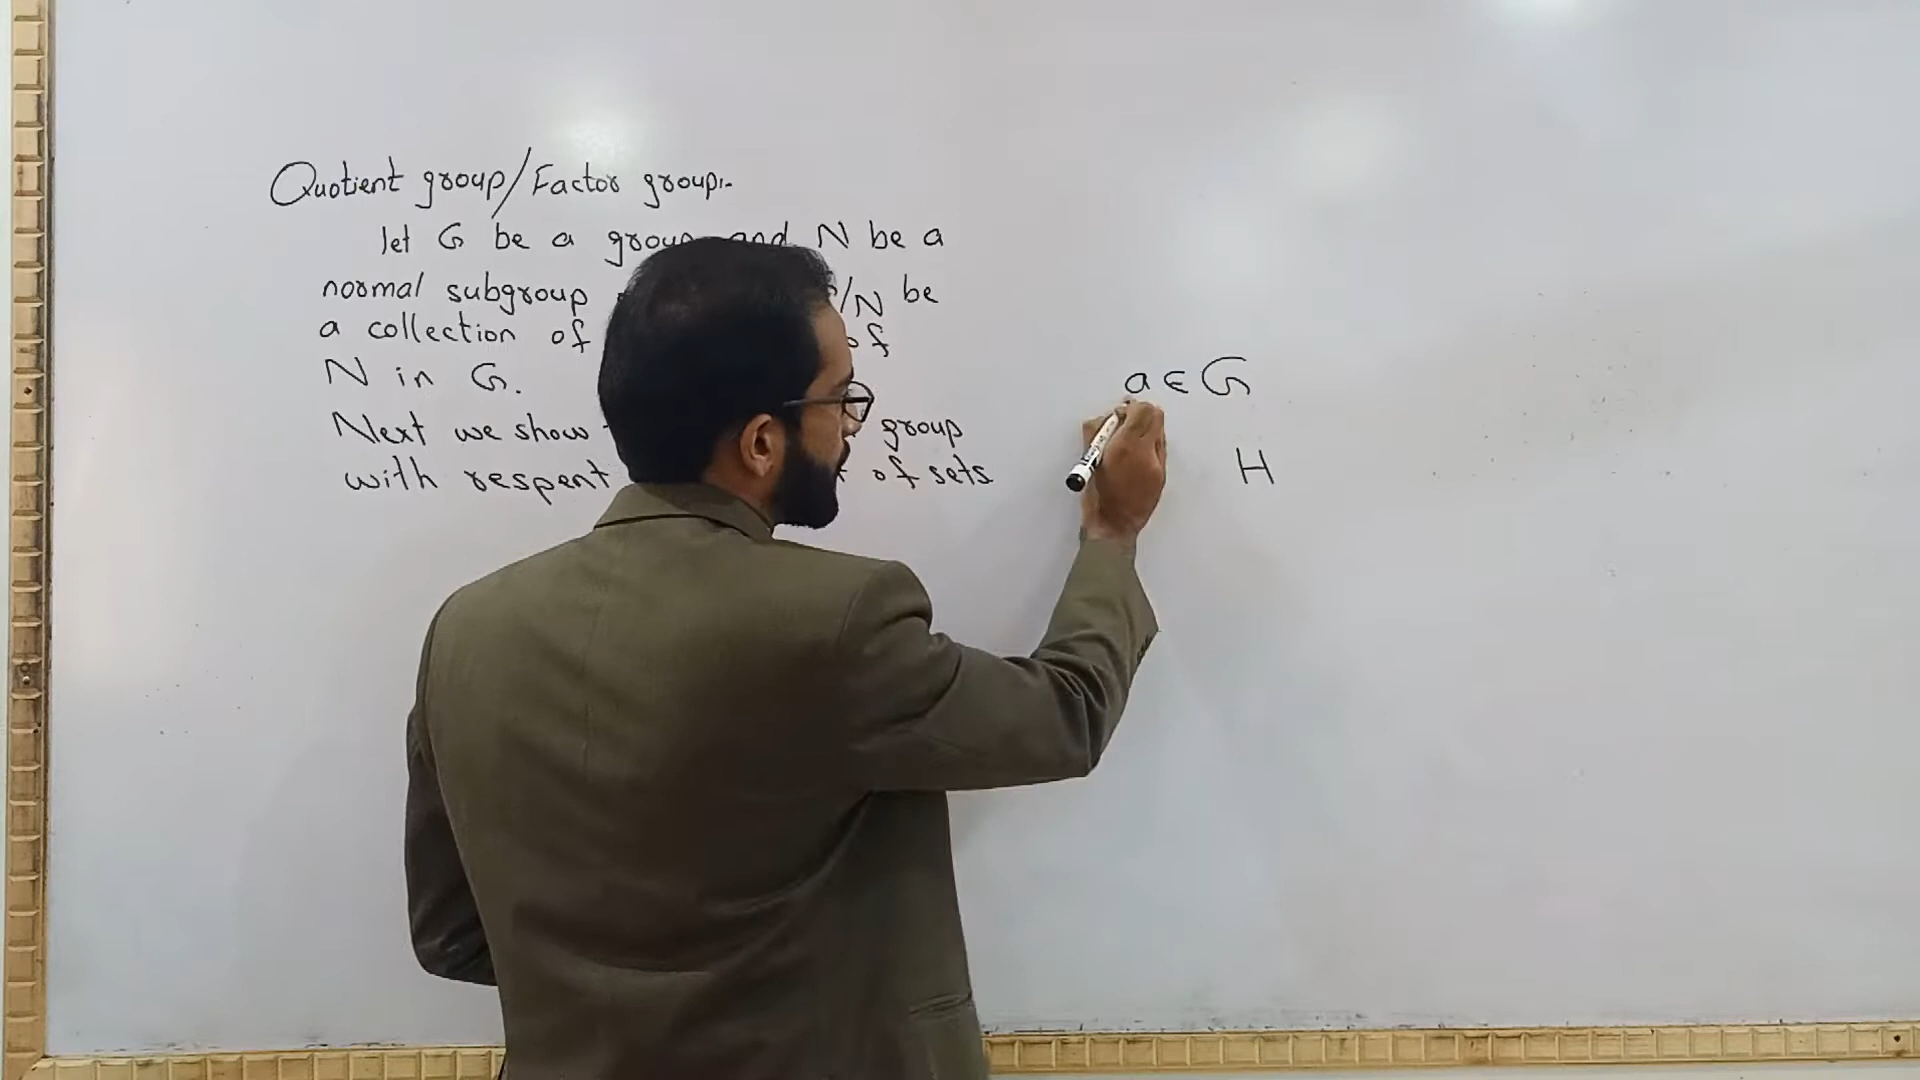 Quotient group/Factor group:-
let G be a group and N be a
normal subgroup /N be
a collection of of
N in G.
Next we show group
with respent of sets
a ∈ G
H